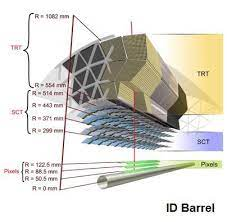 R = 1082 mm
TRT
TRT
R = 554 mm
R = 514 mm
R = 443 mm
SCT
R = 371 mm
R = 299 mm
SCT
Pixels
R = 122.5 mm
Pixels
R = 88.5 mm
R = 50.5 mm
R = 0 mm
ID Barrel